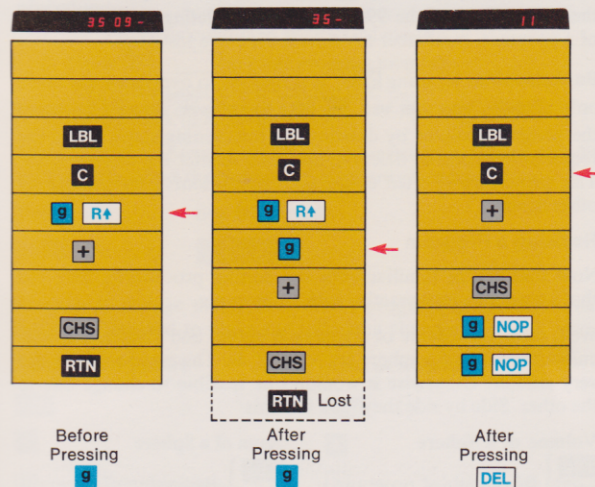 35 09-
LBL
C
g R↑
+
CHS
RTN
Before
Pressing
g
35-
LBL
C
g R↑
g
+
CHS
RTN Lost
After
Pressing
g
11
LBL
C
+
CHS
g NOP
g NOP
After
Pressing
DEL